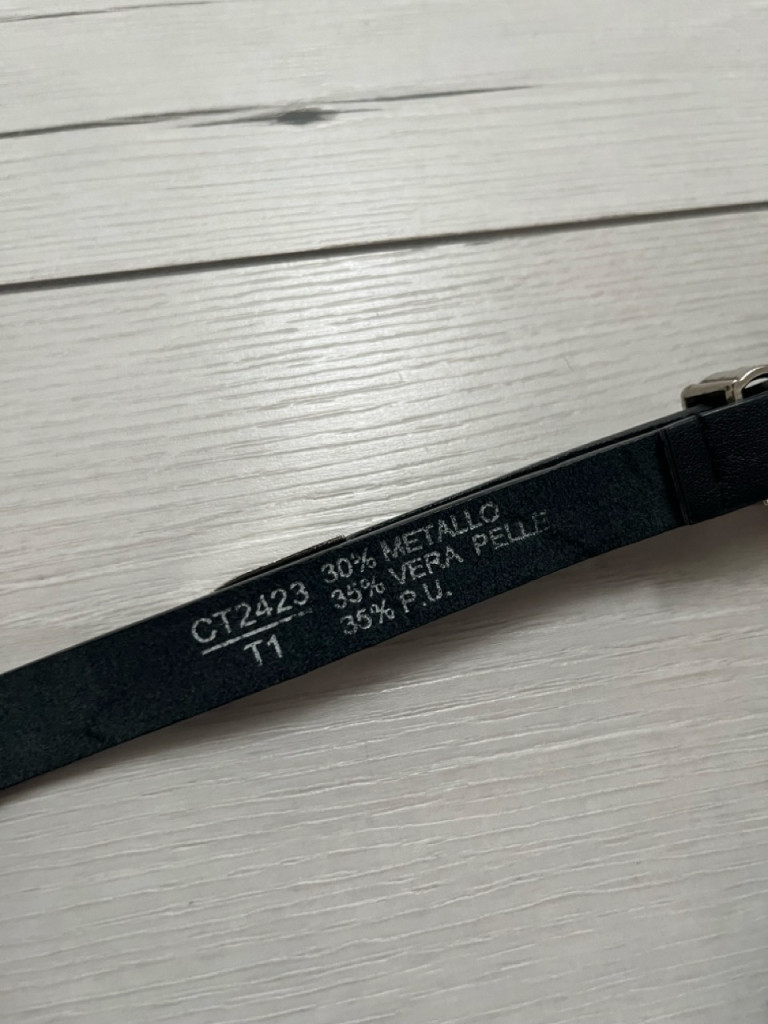 CT2423
T1
30% METALLO
35% VERA PELLE
35% P.U.